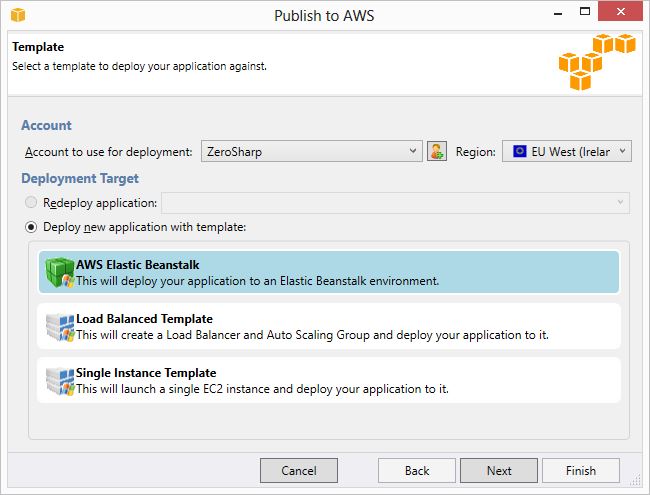 Publish to AWS
Template
Select a template to deploy your application against.
Account
Account to use for deployment: ZeroSharp Region: EU West (Irelar
Deployment Target
Redeploy application:
Deploy new application with template:
AWS Elastic Beanstalk
This will deploy your application to an Elastic Beanstalk environment.
Load Balanced Template
This will create a Load Balancer and Auto Scaling Group and deploy your application to it.
Single Instance Template
This will launch a single EC2 instance and deploy your application to it.
Cancel Back Next Finish